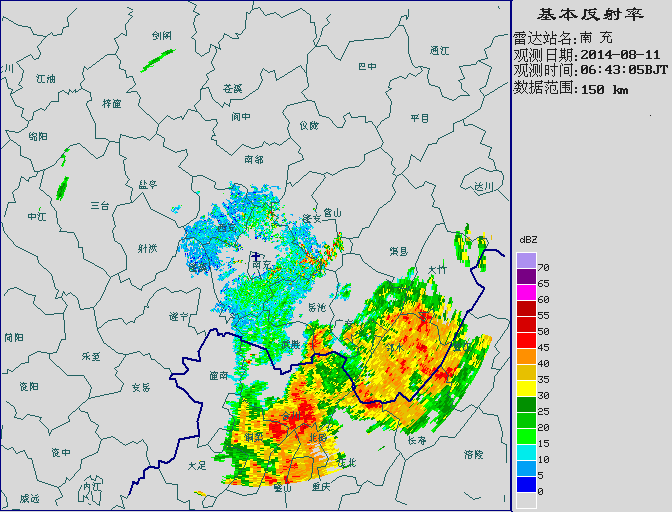 基本反射率
雷达站名:南 充
观测日期:2014-08-11
观测时间:06:43:05BJT
数据范围:150 km
剑阁
通江
川
江油
巴中
苍溪
梓潼
阆中
仪陇
平昌
绵阳
南部
盐亭
达川
三台
中江
营山
蓬安
西充
射洪
渠县
南充
大竹
岳池
遂宁
武胜
简阳
乐至
潼南
资阳
安岳
铜梁
合川
北碚
长寿
资中
涪陵
大足
渝北
内江
璧山
重庆
威远
dBZ
70
65
60
55
50
45
40
35
30
25
20
15
10
5
0